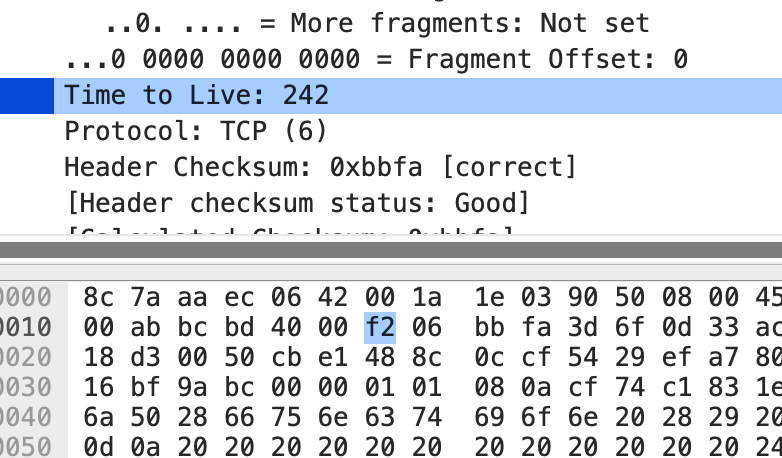 ..0. .... = More fragments: Not set
...0 0000 0000 0000 = Fragment Offset: 0
Time to Live: 242
Protocol: TCP (6)
Header Checksum: 0xbbfa [correct]
[Header checksum status: Good]
[Calculated Checksum: 0xbbfa]
0000 8c 7a aa ec 06 42 00 1a 1e 03 90 50 08 00 45
0010 00 ab bc bd 40 00 f2 06 bb fa 3d 6f 0d 33 ac
0020 18 d3 00 50 cb e1 48 8c 0c cf 54 29 ef a7 80
0030 16 bf 9a bc 00 00 01 01 08 0a cf 74 c1 83 1e
0040 6a 50 28 66 75 6e 63 74 69 6f 6e 20 28 29 20
0050 0d 0a 20 20 20 20 20 20 20 20 20 20 20 20 24